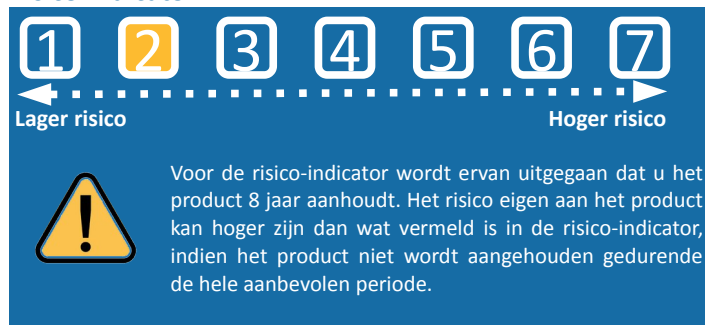 1 2 3 4 5 6 7
Lager risico Hoger risico
!
Voor de risico-indicator wordt ervan uitgegaan dat u het
product 8 jaar aanhoudt. Het risico eigen aan het product
kan hoger zijn dan wat vermeld is in de risico-indicator,
indien het product niet wordt aangehouden gedurende
de hele aanbevolen periode.